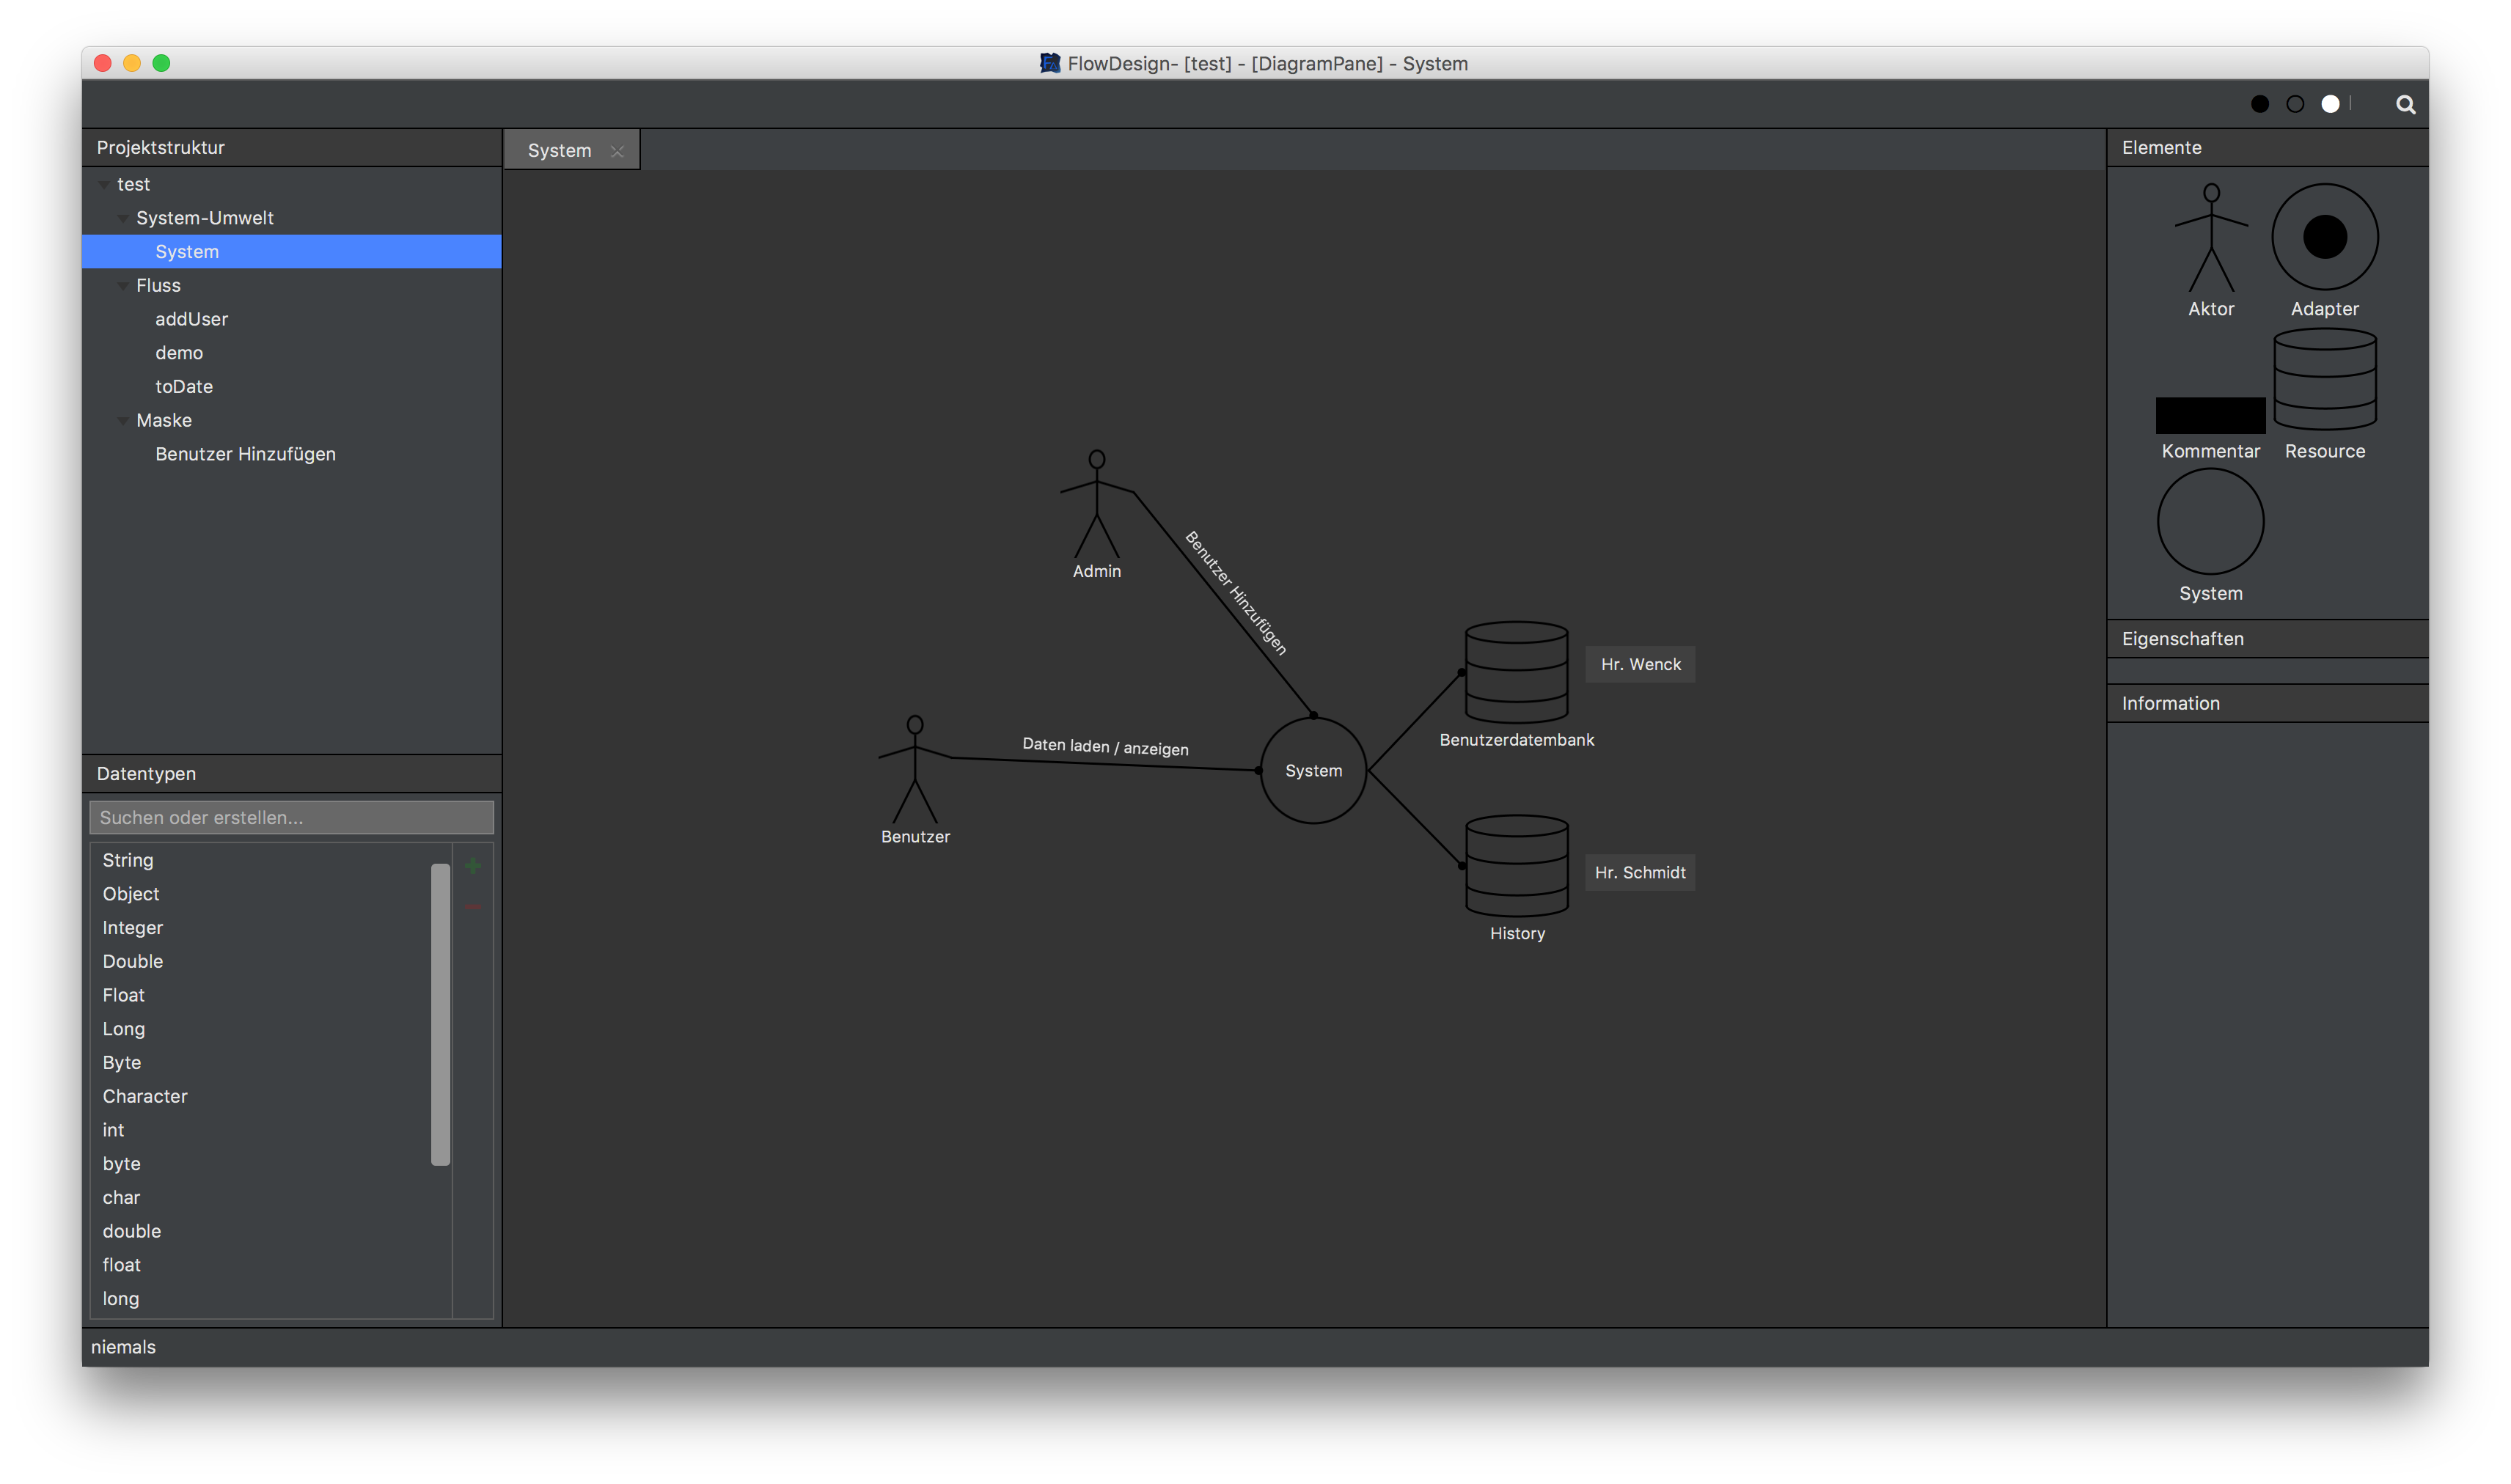 FlowDesign- [test] - [DiagramPane] - System
Projektstruktur
test
System-Umwelt
System
Fluss
addUser
demo
toDate
Maske
Benutzer Hinzufügen
Datentypen
Suchen oder erstellen...
String
Object
Integer
Double
Float
Long
Byte
Character
int
byte
char
double
float
long
niemals
System
Admin
Benutzer Hinzufügen
Benutzer
Daten laden / anzeigen
System
Benutzerdatembank
Hr. Wenck
History
Hr. Schmidt
Elemente
Aktor
Adapter
Kommentar
Resource
System
Eigenschaften
Information